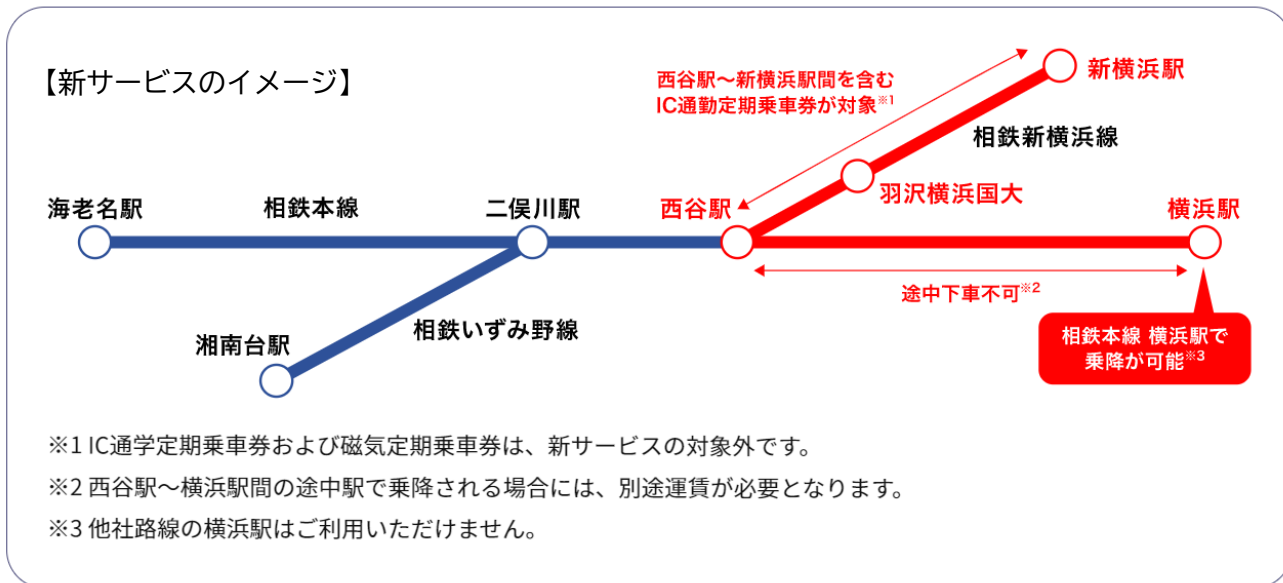 【新サービスのイメージ】
西谷駅〜新横浜駅間を含む
IC通勤定期乗車券が対象※1
新横浜駅
相鉄新横浜線
羽沢横浜国大
海老名駅
相鉄本線
二俣川駅
西谷駅
横浜駅
途中下車不可※2
相鉄いずみ野線
湘南台駅
相鉄本線 横浜駅で
乗降が可能※3
※1 IC通学定期乗車券および磁気定期乗車券は、新サービスの対象外です。
※2 西谷駅〜横浜駅間の途中駅で乗降される場合には、別途運賃が必要となります。
※3 他社路線の横浜駅はご利用いただけません。